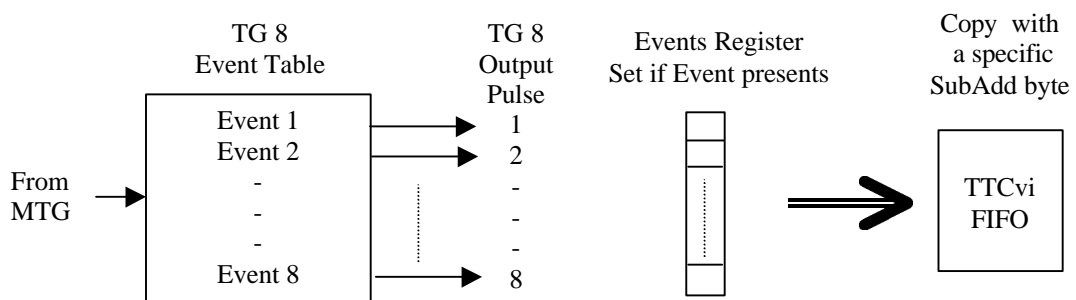 TG 8
Event Table
TG 8
Output
Pulse
Events Register
Set if Event presents
Copy with
a specific
SubAdd byte
From
MTG
Event 1
Event 2
-
-
-
Event 8
1
2
-
-
-
8
TTCvi
FIFO